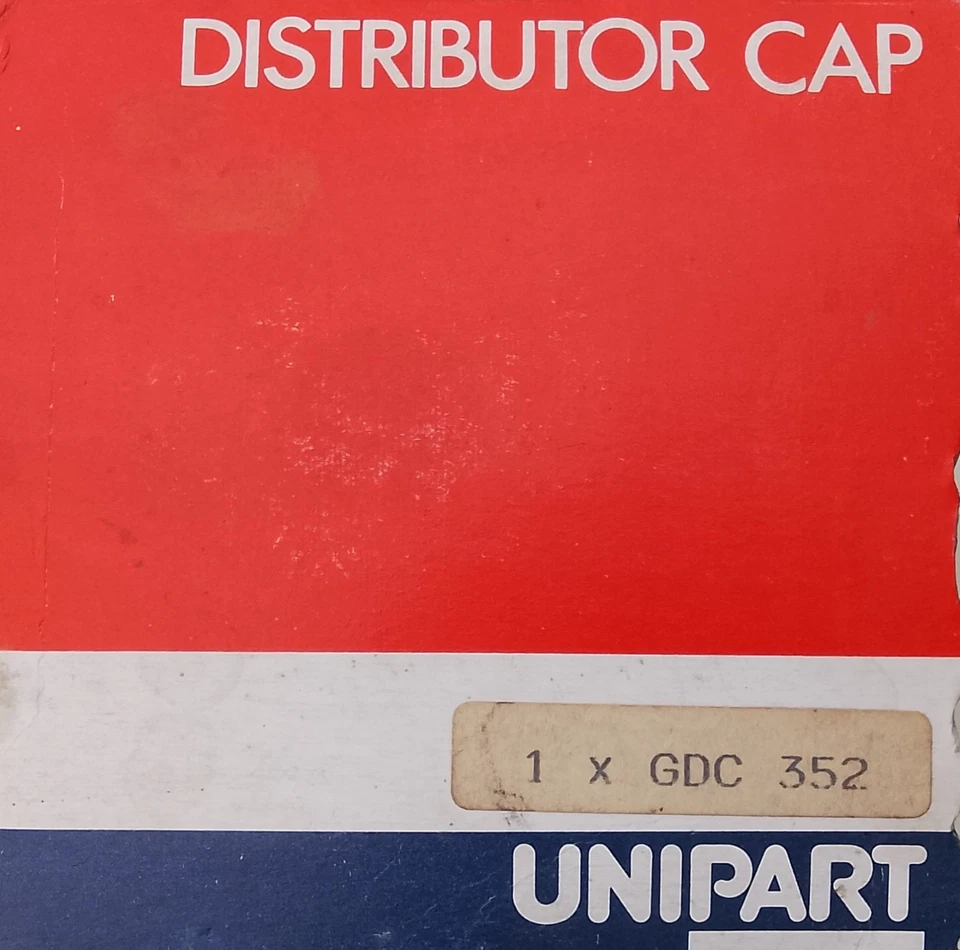 DISTRIBUTOR CAP
1 x GDC 352
UNIPART